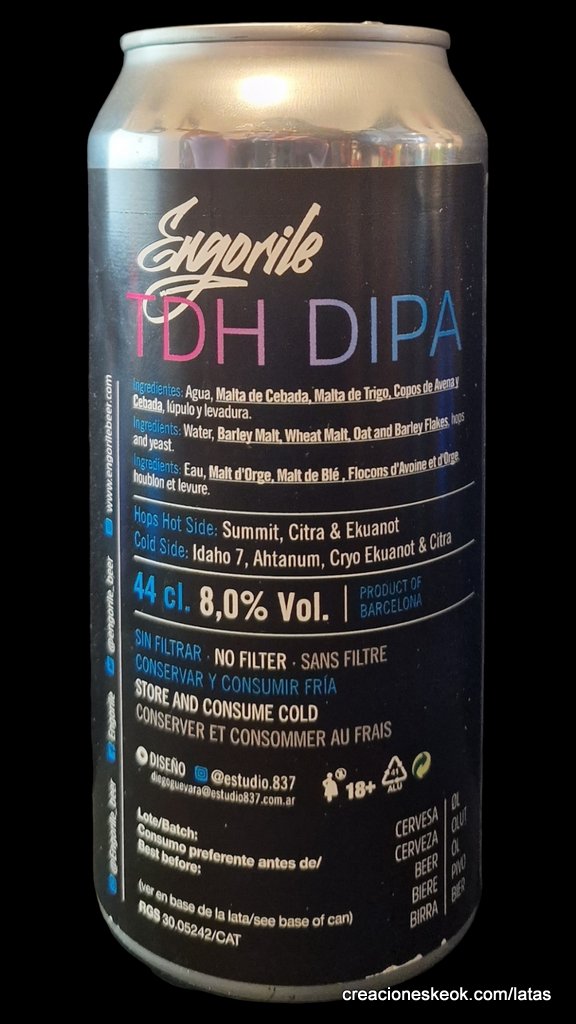 Engorile
TDH DIPA
Ingredientes: Agua, Malta de Cebada, Malta de Trigo, Copos de Avena y
Cebada, lúpulo y levadura.
Ingredients: Water, Barley Malt, Wheat Malt, Oat and Barley Flakes, hops
and yeast.
Ingredients: Eau, Malt d'Orge, Malt de Blé , Flocons d'Avoine et d'Orge,
houblon et levure.
Hops Hot Side: Summit, Citra & Ekuanot
Cold Side: Idaho 7, Ahtanum, Cryo Ekuanot & Citra
44 cl. 8,0% Vol.
PRODUCT OF
BARCELONA
SIN FILTRAR · NO FILTER · SANS FILTRE
CONSERVAR Y CONSUMIR FRÍA
STORE AND CONSUME COLD
CONSERVER ET CONSOMMER AU FRAIS
DISEÑO @estudio.837
diegoguevara@estudio837.com.ar
18+
41
ALU
Lote/Batch:
Consumo preferente antes de/
Best before:
(ver en base de la lata/see base of can)
RGS 30.05242/CAT
CERVESA
CERVEZA
BEER
BIERE
BIRRA
ØL
OLUT
ÖL
PIVO
BIER
www.engorilebeer.com
@engorile_beer
Engorile
@engorile_beer
creacioneskeok.com/latas